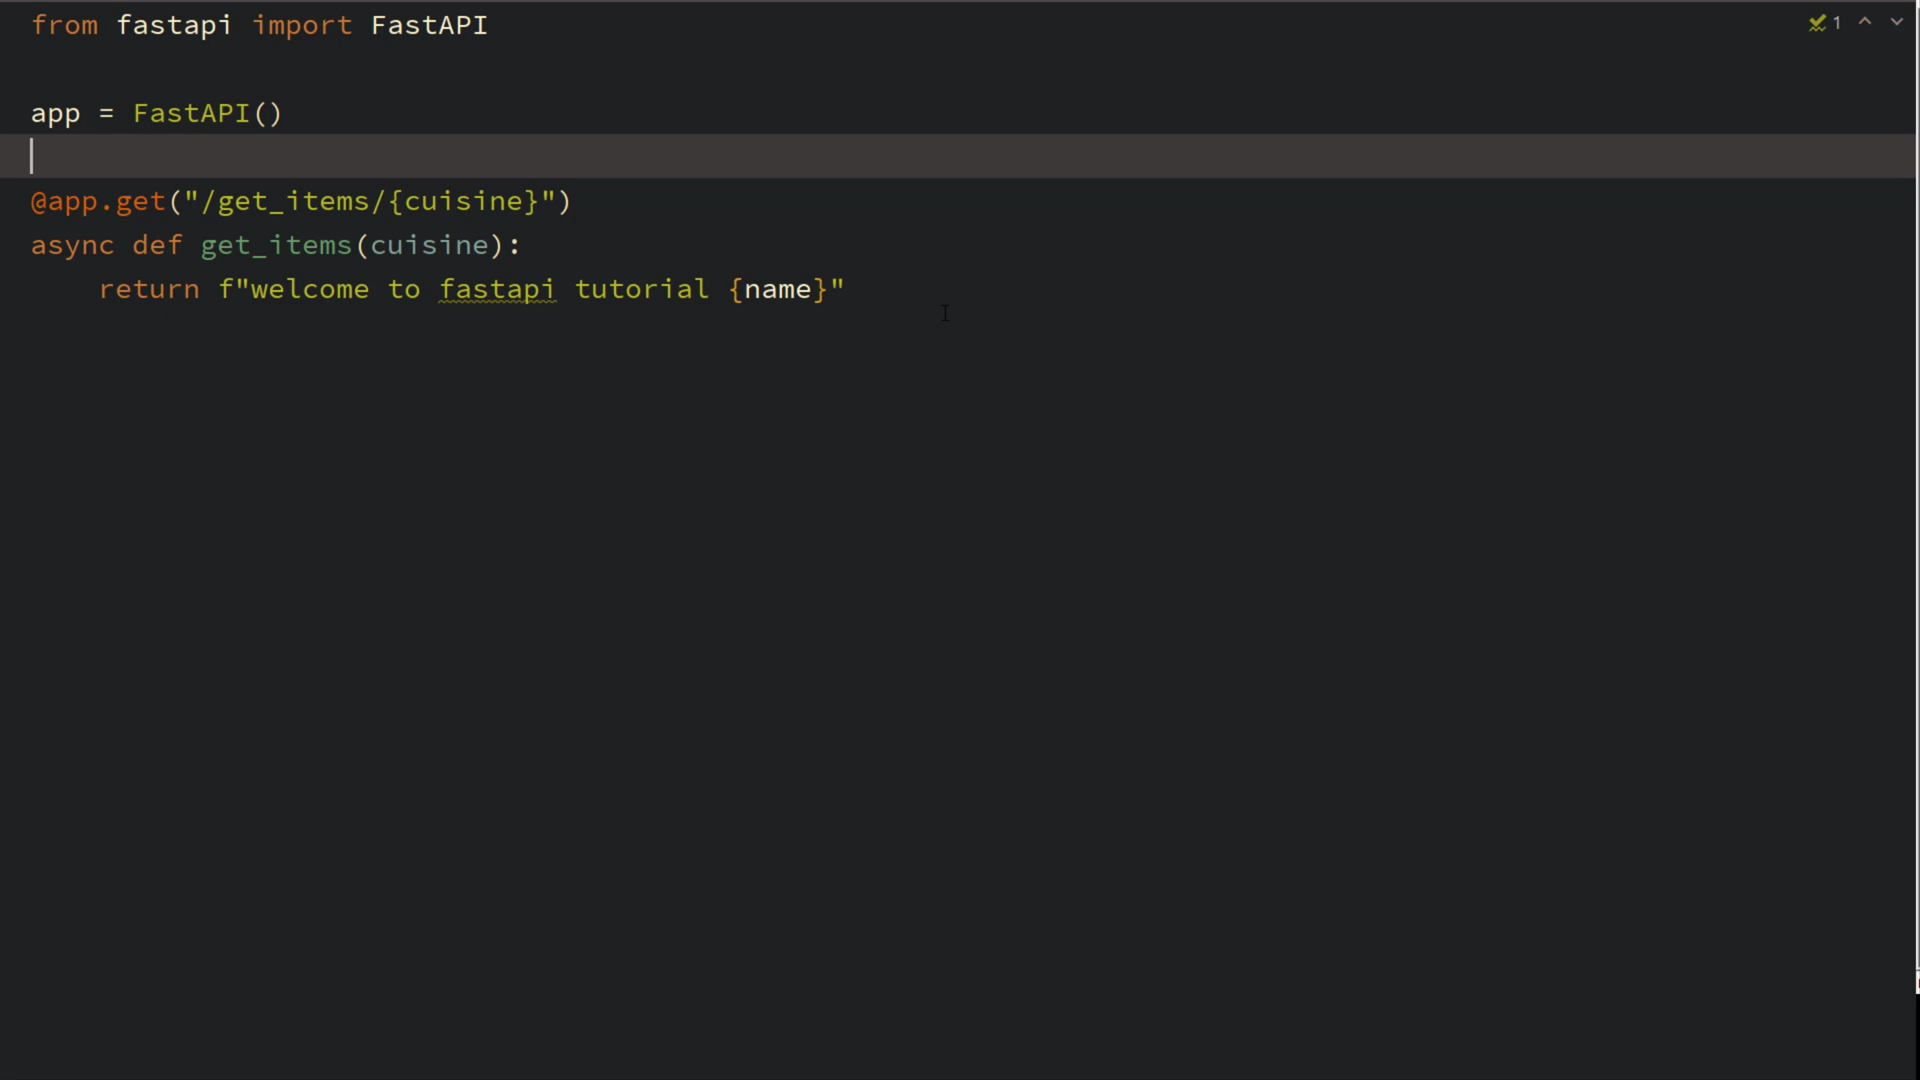 from fastapi import FastAPI 1
app = FastAPI()
@app.get("/get_items/{cuisine}")
async def get_items(cuisine):
    return f"welcome to fastapi tutorial {name}"